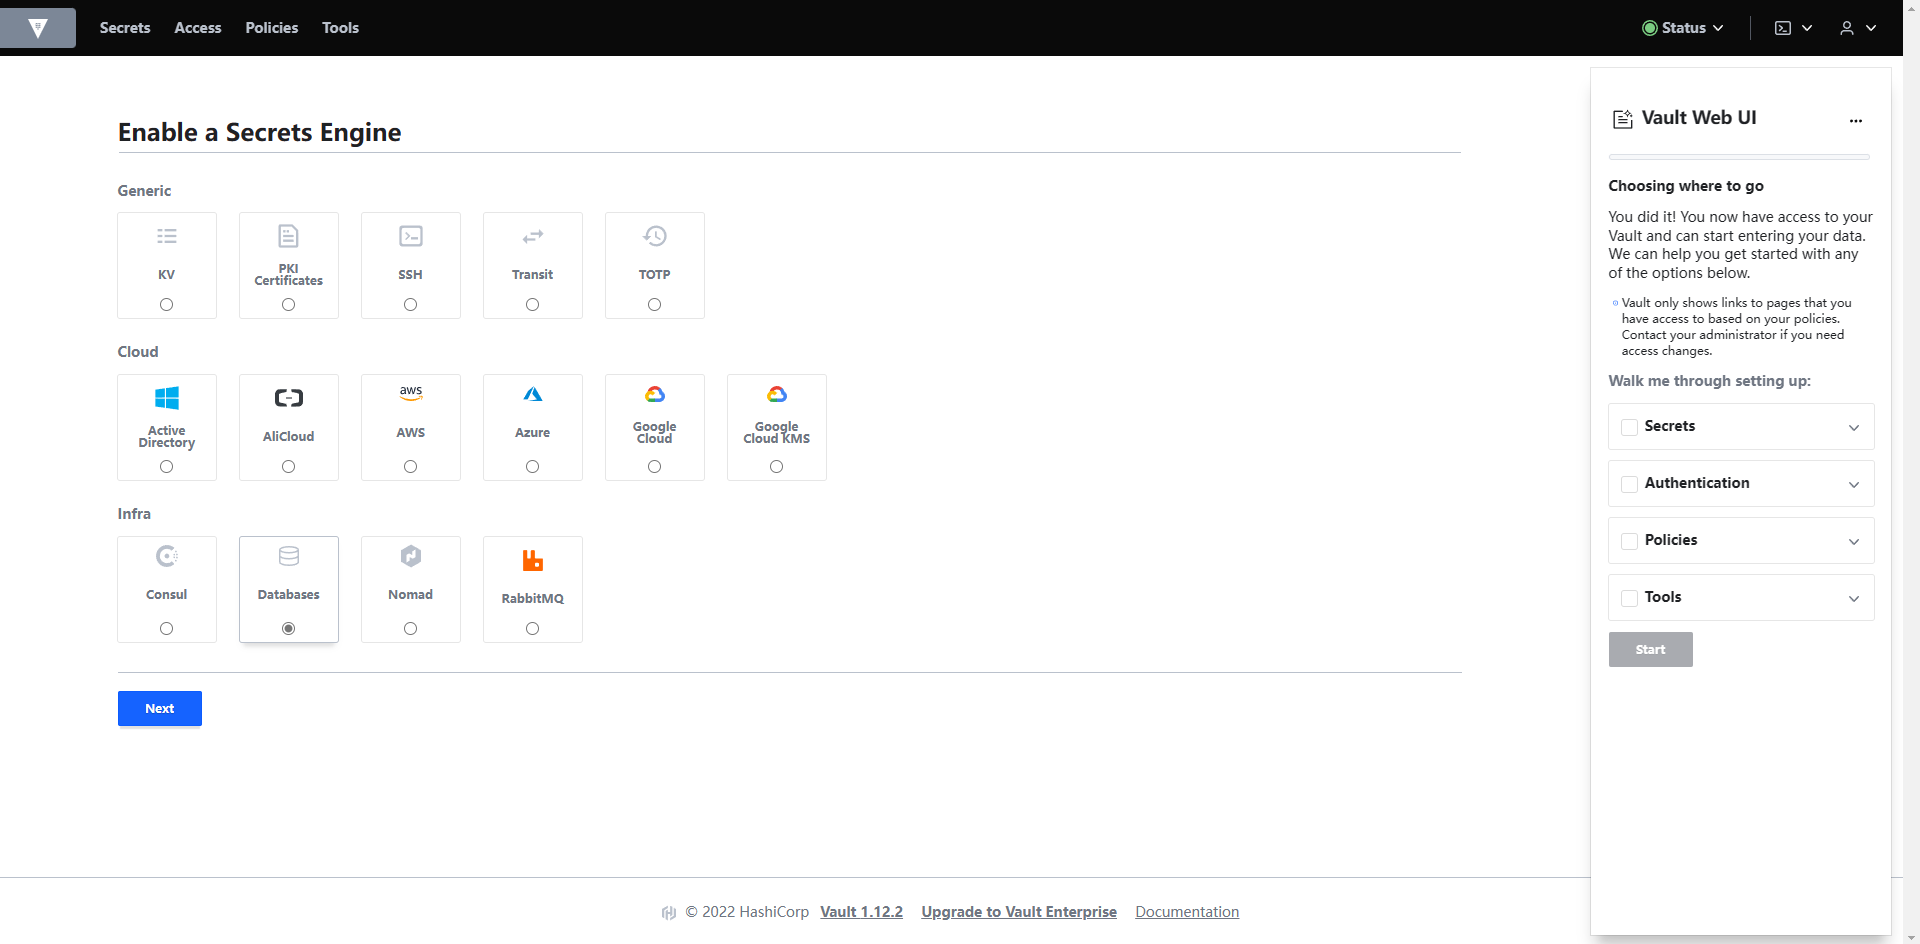 Secrets Access Policies Tools
Status
Enable a Secrets Engine
Generic
KV
PKI
Certificates
SSH
Transit
TOTP
Cloud
Active
Directory
AliCloud
aws
AWS
Azure
Google
Cloud
Google
Cloud KMS
Infra
Consul
Databases
Nomad
RabbitMQ
Next
Vault Web UI
Choosing where to go
You did it! You now have access to your
Vault and can start entering your data.
We can help you get started with any
of the options below.
Vault only shows links to pages that you
have access to based on your policies.
Contact your administrator if you need
access changes.
Walk me through setting up:
Secrets
Authentication
Policies
Tools
Start
© 2022 HashiCorp Vault 1.12.2 Upgrade to Vault Enterprise Documentation